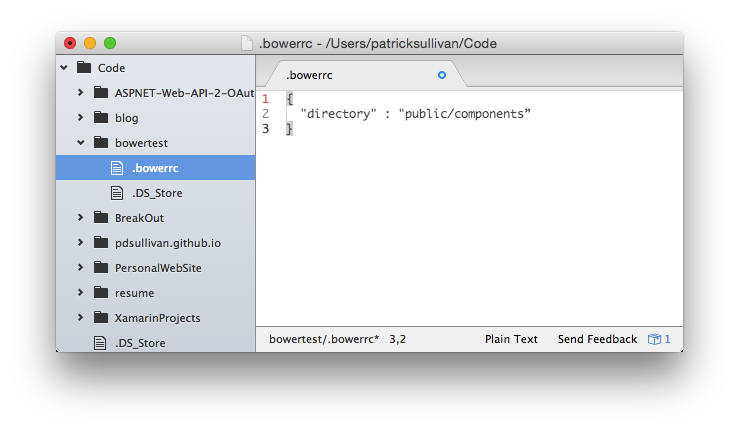 .bowerrc - /Users/patricksullivan/Code
Code
ASPNET-Web-API-2-OAut
blog
bowertest
.bowerrc
.DS_Store
BreakOut
pdsullivan.github.io
PersonalWebSite
resume
XamarinProjects
.DS_Store
.bowerrc
1 {
2 "directory" : "public/components”
3 }
bowertest/.bowerrc* 3,2 Plain Text Send Feedback 1